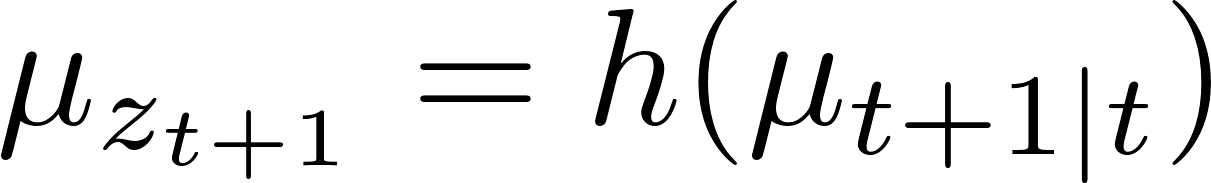 μ_{z_{t+1}} = h(μ_{t+1|t})